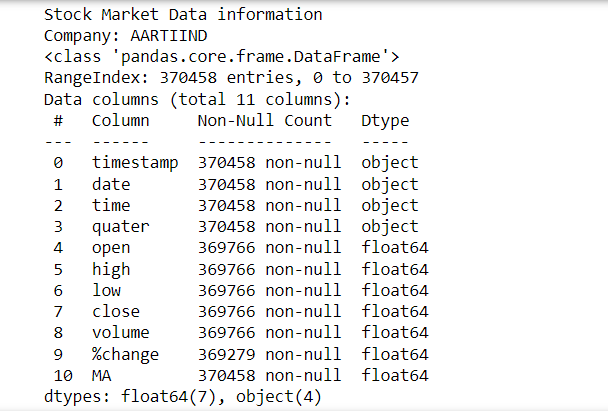 Stock Market Data information
Company: AARTIIND
<class 'pandas.core.frame.DataFrame'>
RangeIndex: 370458 entries, 0 to 370457
Data columns (total 11 columns):
 #   Column     Non-Null Count   Dtype
---  ------     --------------   -----
 0   timestamp  370458 non-null  object
 1   date       370458 non-null  object
 2   time       370458 non-null  object
 3   quater     370458 non-null  object
 4   open       369766 non-null  float64
 5   high       369766 non-null  float64
 6   low        369766 non-null  float64
 7   close      369766 non-null  float64
 8   volume     369766 non-null  float64
 9   %change    369279 non-null  float64
 10  MA         370458 non-null  float64
dtypes: float64(7), object(4)